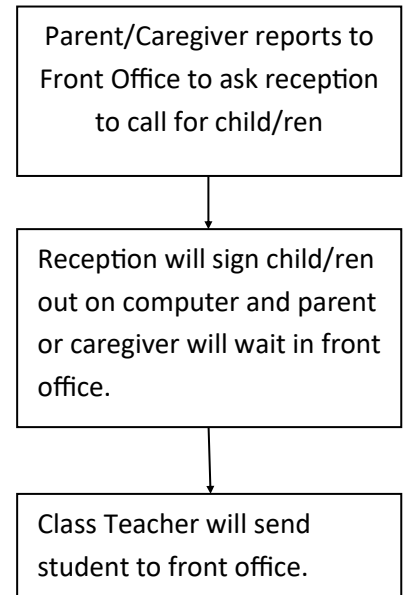 Parent/Caregiver reports to
Front Office to ask reception
to call for child/ren
Reception will sign child/ren
out on computer and parent
or caregiver will wait in front
office.
Class Teacher will send
student to front office.